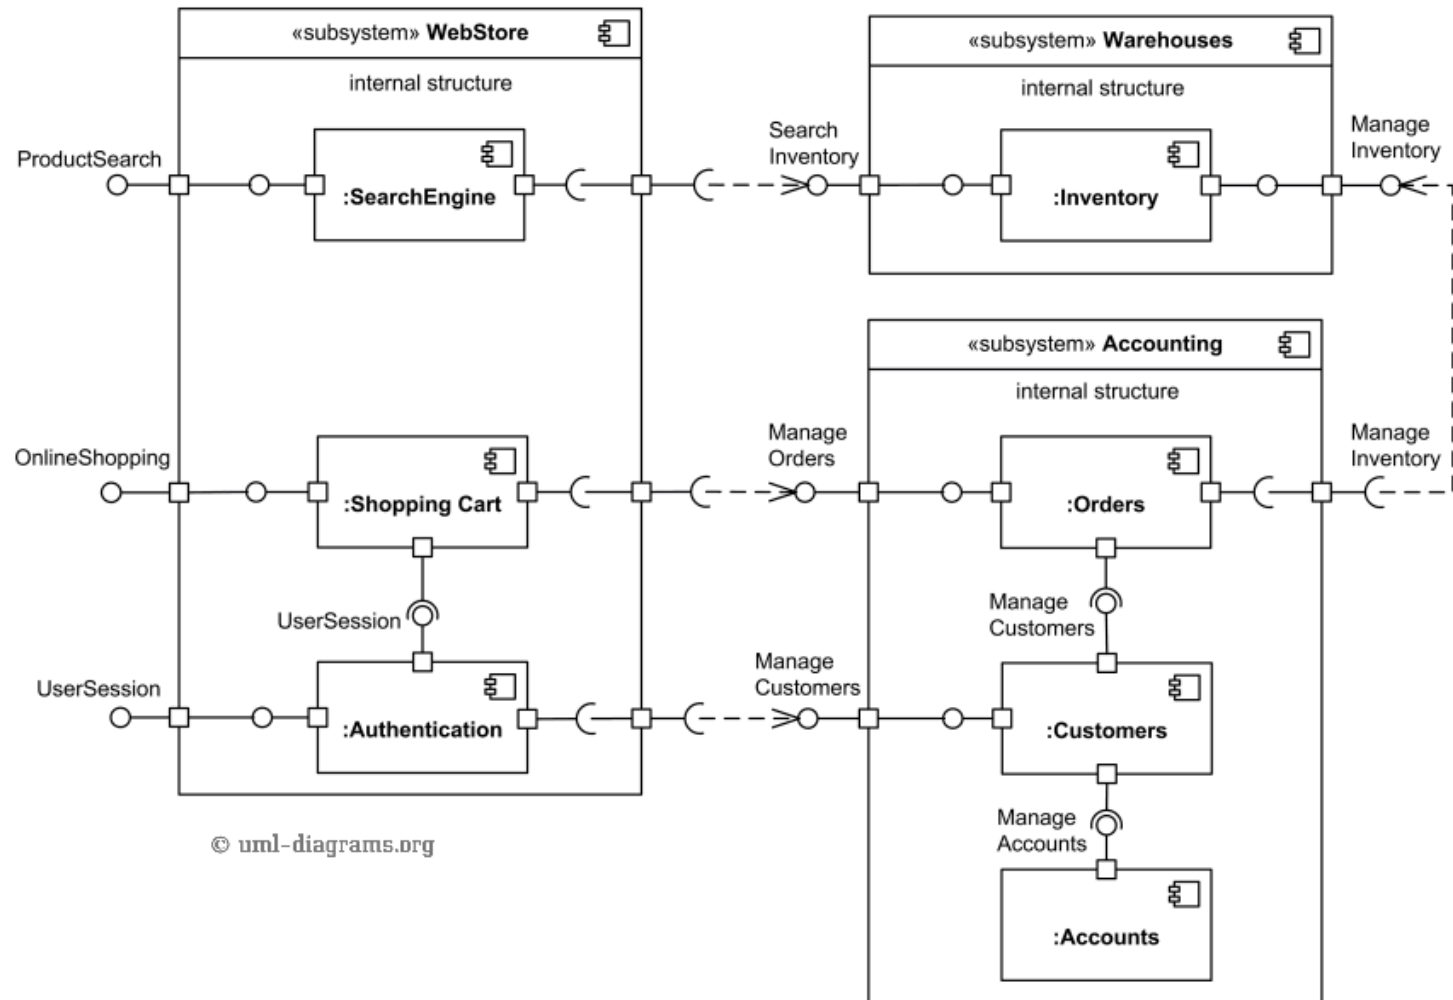 «subsystem» WebStore
internal structure
ProductSearch
:SearchEngine
OnlineShopping
:Shopping Cart
UserSession
UserSession
:Authentication
© uml-diagrams.org
«subsystem» Warehouses
internal structure
Search
Inventory
:Inventory
Manage
Inventory
«subsystem» Accounting
internal structure
Manage
Orders
:Orders
Manage
Inventory
Manage
Customers
Manage
Customers
:Customers
Manage
Accounts
:Accounts